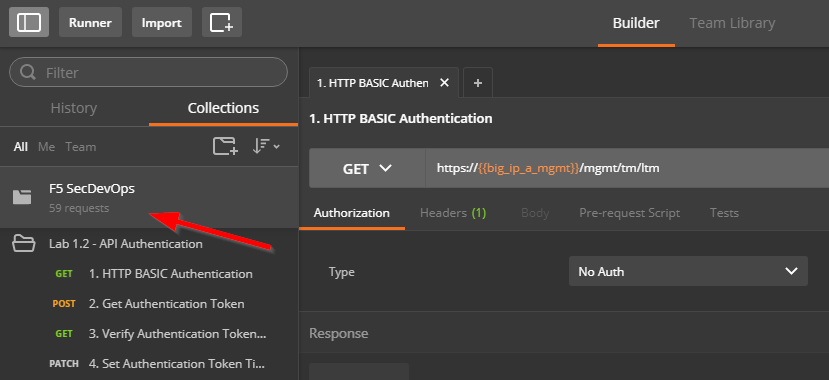 Runner
Import
Builder
Team Library
Filter
History
Collections
All Me Team
F5 SecDevOps
59 requests
Lab 1.2 - API Authentication
GET 1. HTTP BASIC Authentication
POST 2. Get Authentication Token
GET 3. Verify Authentication Token...
PATCH 4. Set Authentication Token Ti...
1. HTTP BASIC Authen
1. HTTP BASIC Authentication
GET https://{{big_ip_a_mgmt}}/mgmt/tm/ltm
Authorization Headers (1) Body Pre-request Script Tests
Type No Auth
Response